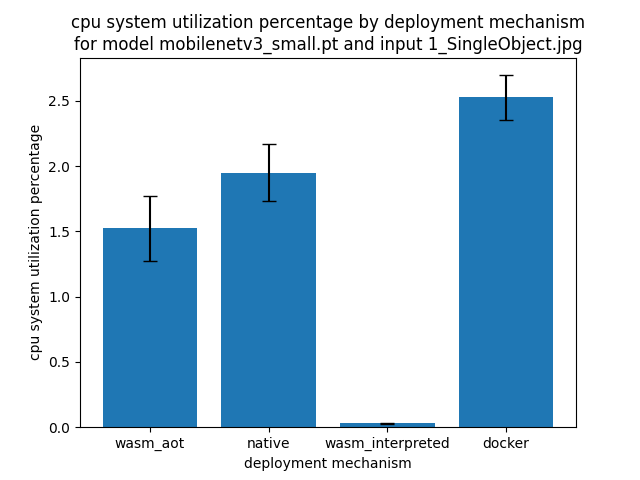 cpu system utilization percentage by deployment mechanism
for model mobilenetv3_small.pt and input 1_SingleObject.jpg
cpu system utilization percentage
2.5
2.0
1.5
1.0
0.5
0.0
wasm_aot native wasm_interpreted docker
deployment mechanism